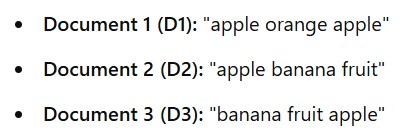 • Document 1 (D1): "apple orange apple"
• Document 2 (D2): "apple banana fruit"
• Document 3 (D3): "banana fruit apple"